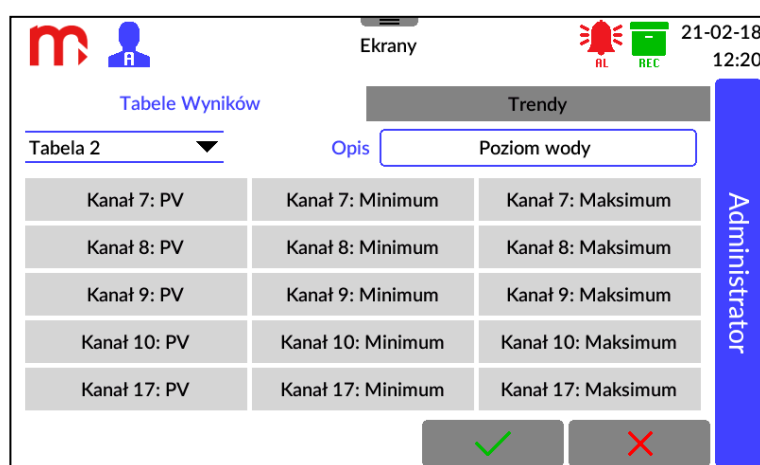 m
A
Ekrany
AL
REC
21-02-18
12:20
Tabele Wyników
Trendy
Tabela 2
Opis
Poziom wody
Kanał 7: PV
Kanał 7: Minimum
Kanał 7: Maksimum
Kanał 8: PV
Kanał 8: Minimum
Kanał 8: Maksimum
Kanał 9: PV
Kanał 9: Minimum
Kanał 9: Maksimum
Kanał 10: PV
Kanał 10: Minimum
Kanał 10: Maksimum
Kanał 17: PV
Kanał 17: Minimum
Kanał 17: Maksimum
Administrator